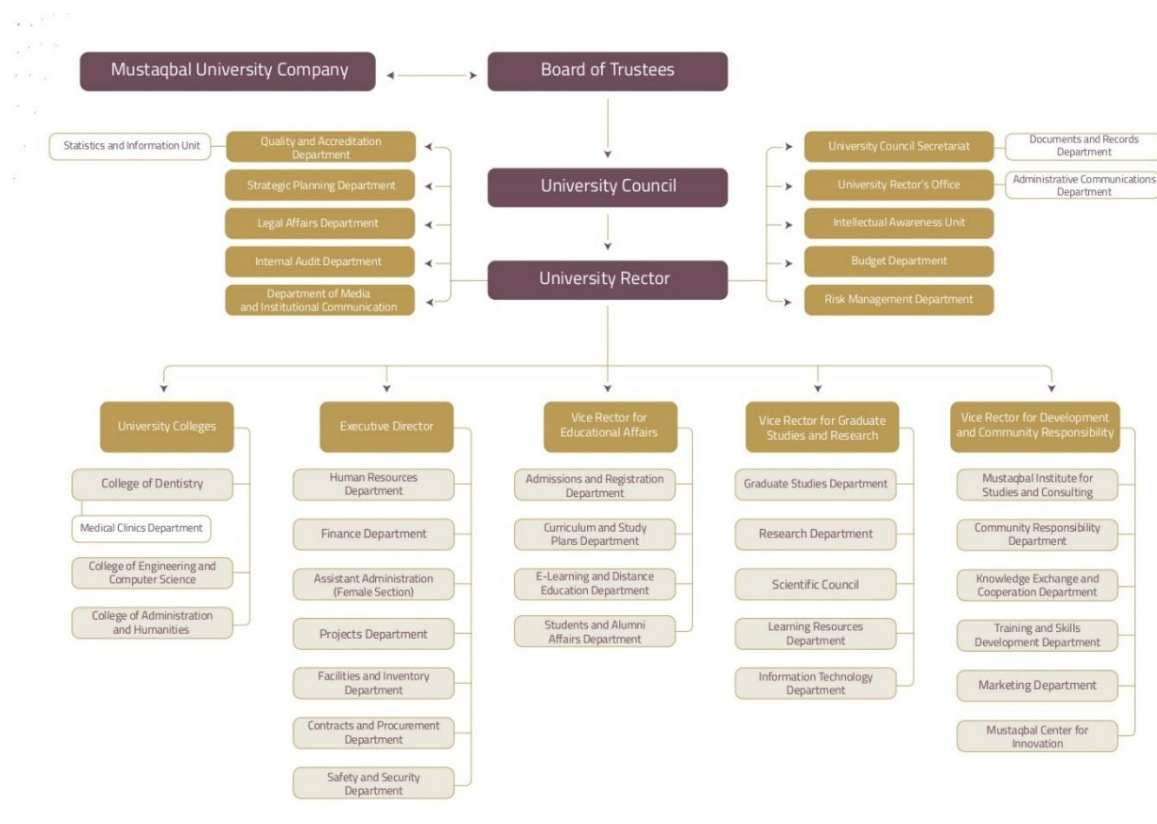 Mustaqbal University Company
Board of Trustees
Statistics and Information Unit
Quality and Accreditation
Department
Strategic Planning Department
Legal Affairs Department
Internal Audit Department
Department of Media
and Institutional Communication
University Council
University Rector
University Council Secretariat
Documents and Records
Department
University Rector's Office
Administrative Communications
Department
Intellectual Awareness Unit
Budget Department
Risk Management Department
University Colleges
College of Dentistry
Medical Clinics Department
College of Engineering and
Computer Science
College of Administration
and Humanities
Executive Director
Human Resources
Department
Finance Department
Assistant Administration
(Female Section)
Projects Department
Facilities and Inventory
Department
Contracts and Procurement
Department
Safety and Security
Department
Vice Rector for
Educational Affairs
Admissions and Registration
Department
Curriculum and Study
Plans Department
E-Learning and Distance
Education Department
Students and Alumni
Affairs Department
Vice Rector for Graduate
Studies and Research
Graduate Studies Department
Research Department
Scientific Council
Learning Resources
Department
Information Technology
Department
Vice Rector for Development
and Community Responsibility
Mustaqbal Institute for
Studies and Consulting
Community Responsibility
Department
Knowledge Exchange and
Cooperation Department
Training and Skills
Development Department
Marketing Department
Mustaqbal Center for
Innovation